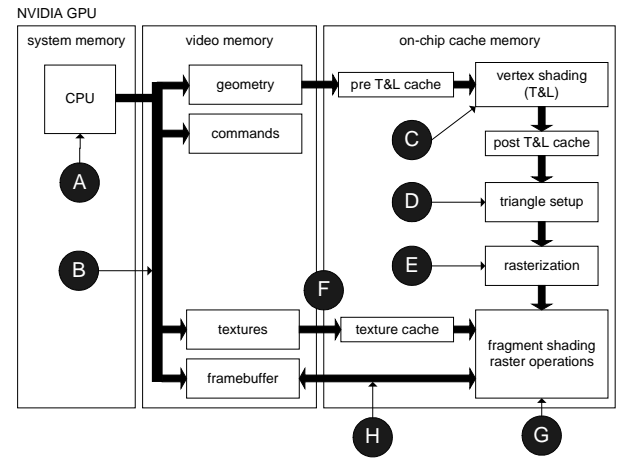 NVIDIA GPU
system memory
video memory
on-chip cache memory
CPU
geometry
pre T&L cache
vertex shading
(T&L)
commands
C
post T&L cache
A
D
triangle setup
B
E
rasterization
F
textures
texture cache
fragment shading
raster operations
framebuffer
H
G